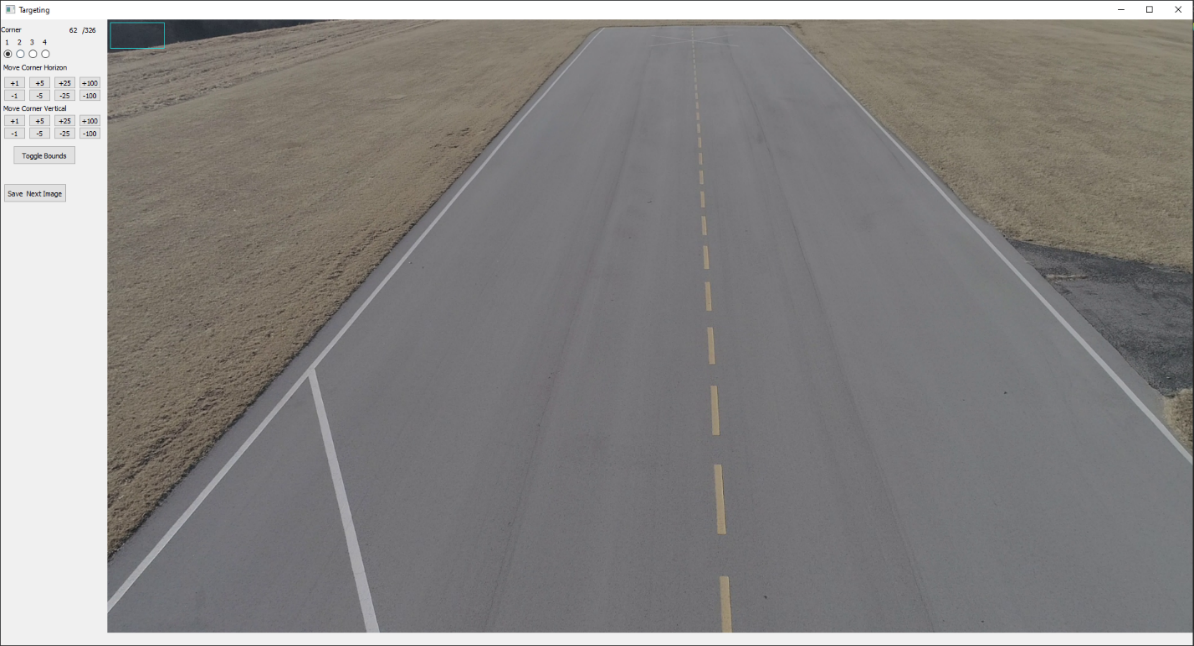 Targeting
Corner 62 /326
1 2 3 4
Move Corner Horizon
+1 +5 +25 +100
-1 -5 -25 -100
Move Corner Vertical
+1 +5 +25 +100
-1 -5 -25 -100
Toggle Bounds
Save Next Image